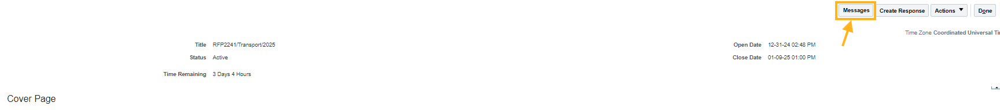 Messages Create Response Actions Done
Time Zone Coordinated Universal
Title RFP2241/Transport/2025 Open Date 12-31-24 02:48 PM
Status Active Close Date 01-09-25 01:00 PM
Time Remaining 3 Days 4 Hours
Cover Page